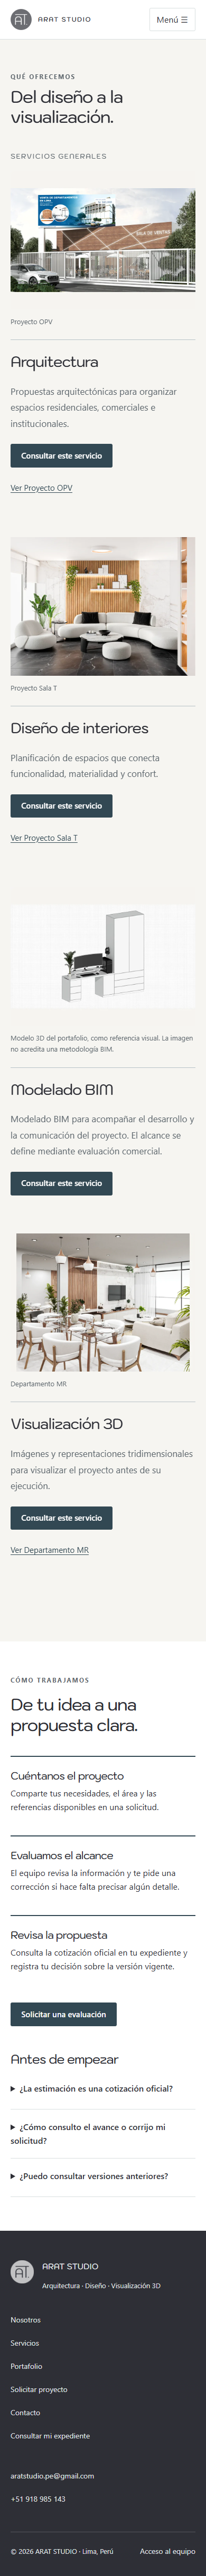 ARAT STUDIO
Menú ☰
QUÉ OFRECEMOS
Del diseño a la
visualización.
SERVICIOS GENERALES
SALA DE VENTAS
Proyecto OPV
Arquitectura
Propuestas arquitectónicas para organizar
espacios residenciales, comerciales e
institucionales.
Consultar este servicio
Ver Proyecto OPV
Proyecto Sala T
Diseño de interiores
Planificación de espacios que conecta
funcionalidad, materialidad y confort.
Consultar este servicio
Ver Proyecto Sala T
Modelo 3D del portafolio, como referencia visual. La imagen
no acredita una metodología BIM.
Modelado BIM
Modelado BIM para acompañar el desarrollo y
la comunicación del proyecto. El alcance se
define mediante evaluación comercial.
Consultar este servicio
Departamento MR
Visualización 3D
Imágenes y representaciones tridimensionales
para visualizar el proyecto antes de su
ejecución.
Consultar este servicio
Ver Departamento MR
CÓMO TRABAJAMOS
De tu idea a una
propuesta clara.
Cuéntanos el proyecto
Comparte tus necesidades, el área y las
referencias disponibles en una solicitud.
Evaluamos el alcance
El equipo revisa la información y te pide una
corrección si hace falta precisar algún detalle.
Revisa la propuesta
Consulta la cotización oficial en tu expediente y
registra tu decisión sobre la versión vigente.
Solicitar una evaluación
Antes de empezar
¿La estimación es una cotización oficial?
¿Cómo consulto el avance o corrijo mi
solicitud?
¿Puedo consultar versiones anteriores?
ARAT STUDIO
Arquitectura · Diseño · Visualización 3D
Nosotros
Servicios
Portafolio
Solicitar proyecto
Contacto
Consultar mi expediente
aratstudio.pe@gmail.com
+51 918 985 143
© 2026 ARAT STUDIO · Lima, Perú
Acceso al equipo